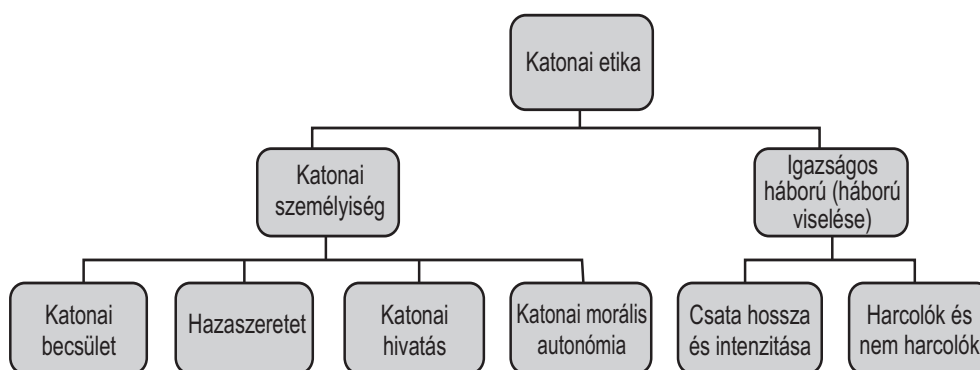 Katonai etika
Katonai
személyiség
Igazságos
háború (háború
viselése)
Katonai
becsület
Hazaszeretet
Katonai
hivatás
Katonai morális
autonómia
Csata hossza
és intenzitása
Harcolók és
nem harcolók